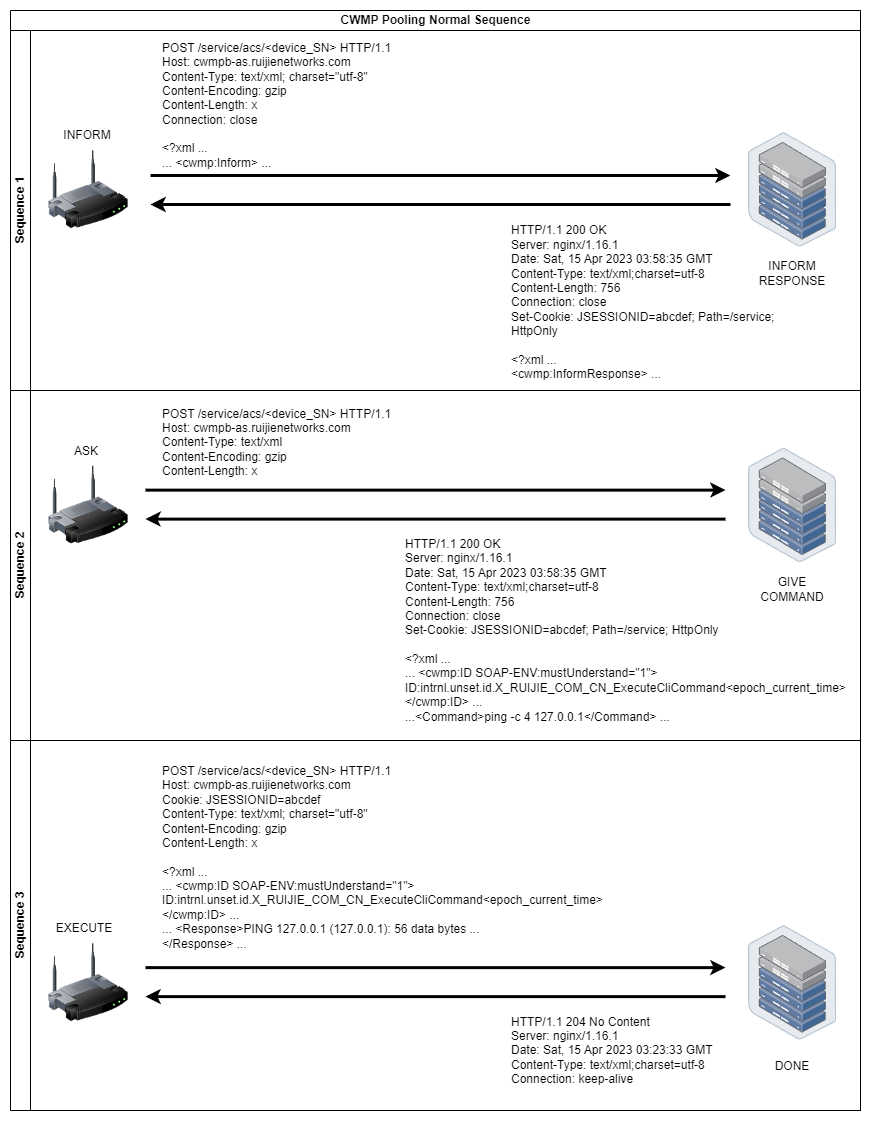 CWMP Pooling Normal Sequence
Sequence 1
POST /service/acs/<device_SN> HTTP/1.1
Host: cwmpb-as.ruijienetworks.com
Content-Type: text/xml; charset="utf-8"
Content-Encoding: gzip
Content-Length: x
Connection: close
<?xml ...
... <cwmp:Inform> ...
INFORM
HTTP/1.1 200 OK
Server: nginx/1.16.1
Date: Sat, 15 Apr 2023 03:58:35 GMT
Content-Type: text/xml;charset=utf-8
Content-Length: 756
Connection: close
Set-Cookie: JSESSIONID=abcdef; Path=/service;
HttpOnly
<?xml ...
<cwmp:InformResponse> ...
INFORM
RESPONSE
Sequence 2
POST /service/acs/<device_SN> HTTP/1.1
Host: cwmpb-as.ruijienetworks.com
Content-Type: text/xml
Content-Encoding: gzip
Content-Length: x
ASK
HTTP/1.1 200 OK
Server: nginx/1.16.1
Date: Sat, 15 Apr 2023 03:58:35 GMT
Content-Type: text/xml;charset=utf-8
Content-Length: 756
Connection: close
Set-Cookie: JSESSIONID=abcdef; Path=/service; HttpOnly
<?xml ...
... <cwmp:ID SOAP-ENV:mustUnderstand="1">
ID:intrnl.unset.id.X_RUIJIE_COM_CN_ExecuteCliCommand<epoch_current_time>
</cwmp:ID> ...
...<Command>ping -c 4 127.0.0.1</Command> ...
GIVE
COMMAND
Sequence 3
POST /service/acs/<device_SN> HTTP/1.1
Host: cwmpb-as.ruijienetworks.com
Cookie: JSESSIONID=abcdef
Content-Type: text/xml; charset="utf-8"
Content-Encoding: gzip
Content-Length: x
<?xml ...
... <cwmp:ID SOAP-ENV:mustUnderstand="1">
ID:intrnl.unset.id.X_RUIJIE_COM_CN_ExecuteCliCommand<epoch_current_time>
</cwmp:ID> ...
... <Response>PING 127.0.0.1 (127.0.0.1): 56 data bytes ...
</Response> ...
EXECUTE
HTTP/1.1 204 No Content
Server: nginx/1.16.1
Date: Sat, 15 Apr 2023 03:23:33 GMT
Content-Type: text/xml;charset=utf-8
Connection: keep-alive
DONE